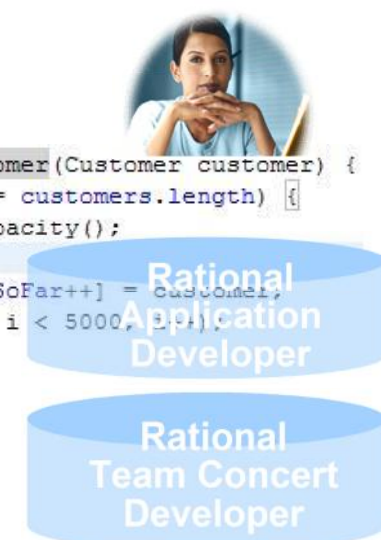 omer(Customer customer) {
= customers.length) {
pacity();
SoFar++] = customer;
i < 5000; i++);
Rational
Application
Developer
Rational
Team Concert
Developer